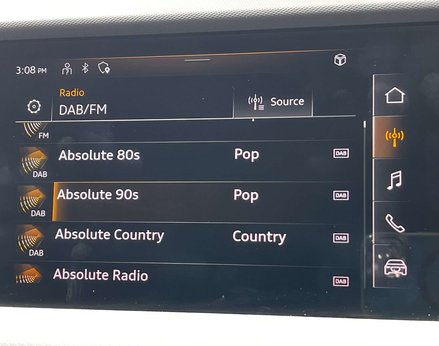 3:08 PM
Radio
DAB/FM
Source
FM
Absolute 80s Pop DAB
DAB
Absolute 90s Pop DAB
DAB
Absolute Country Country DAB
DAB
Absolute Radio DAB